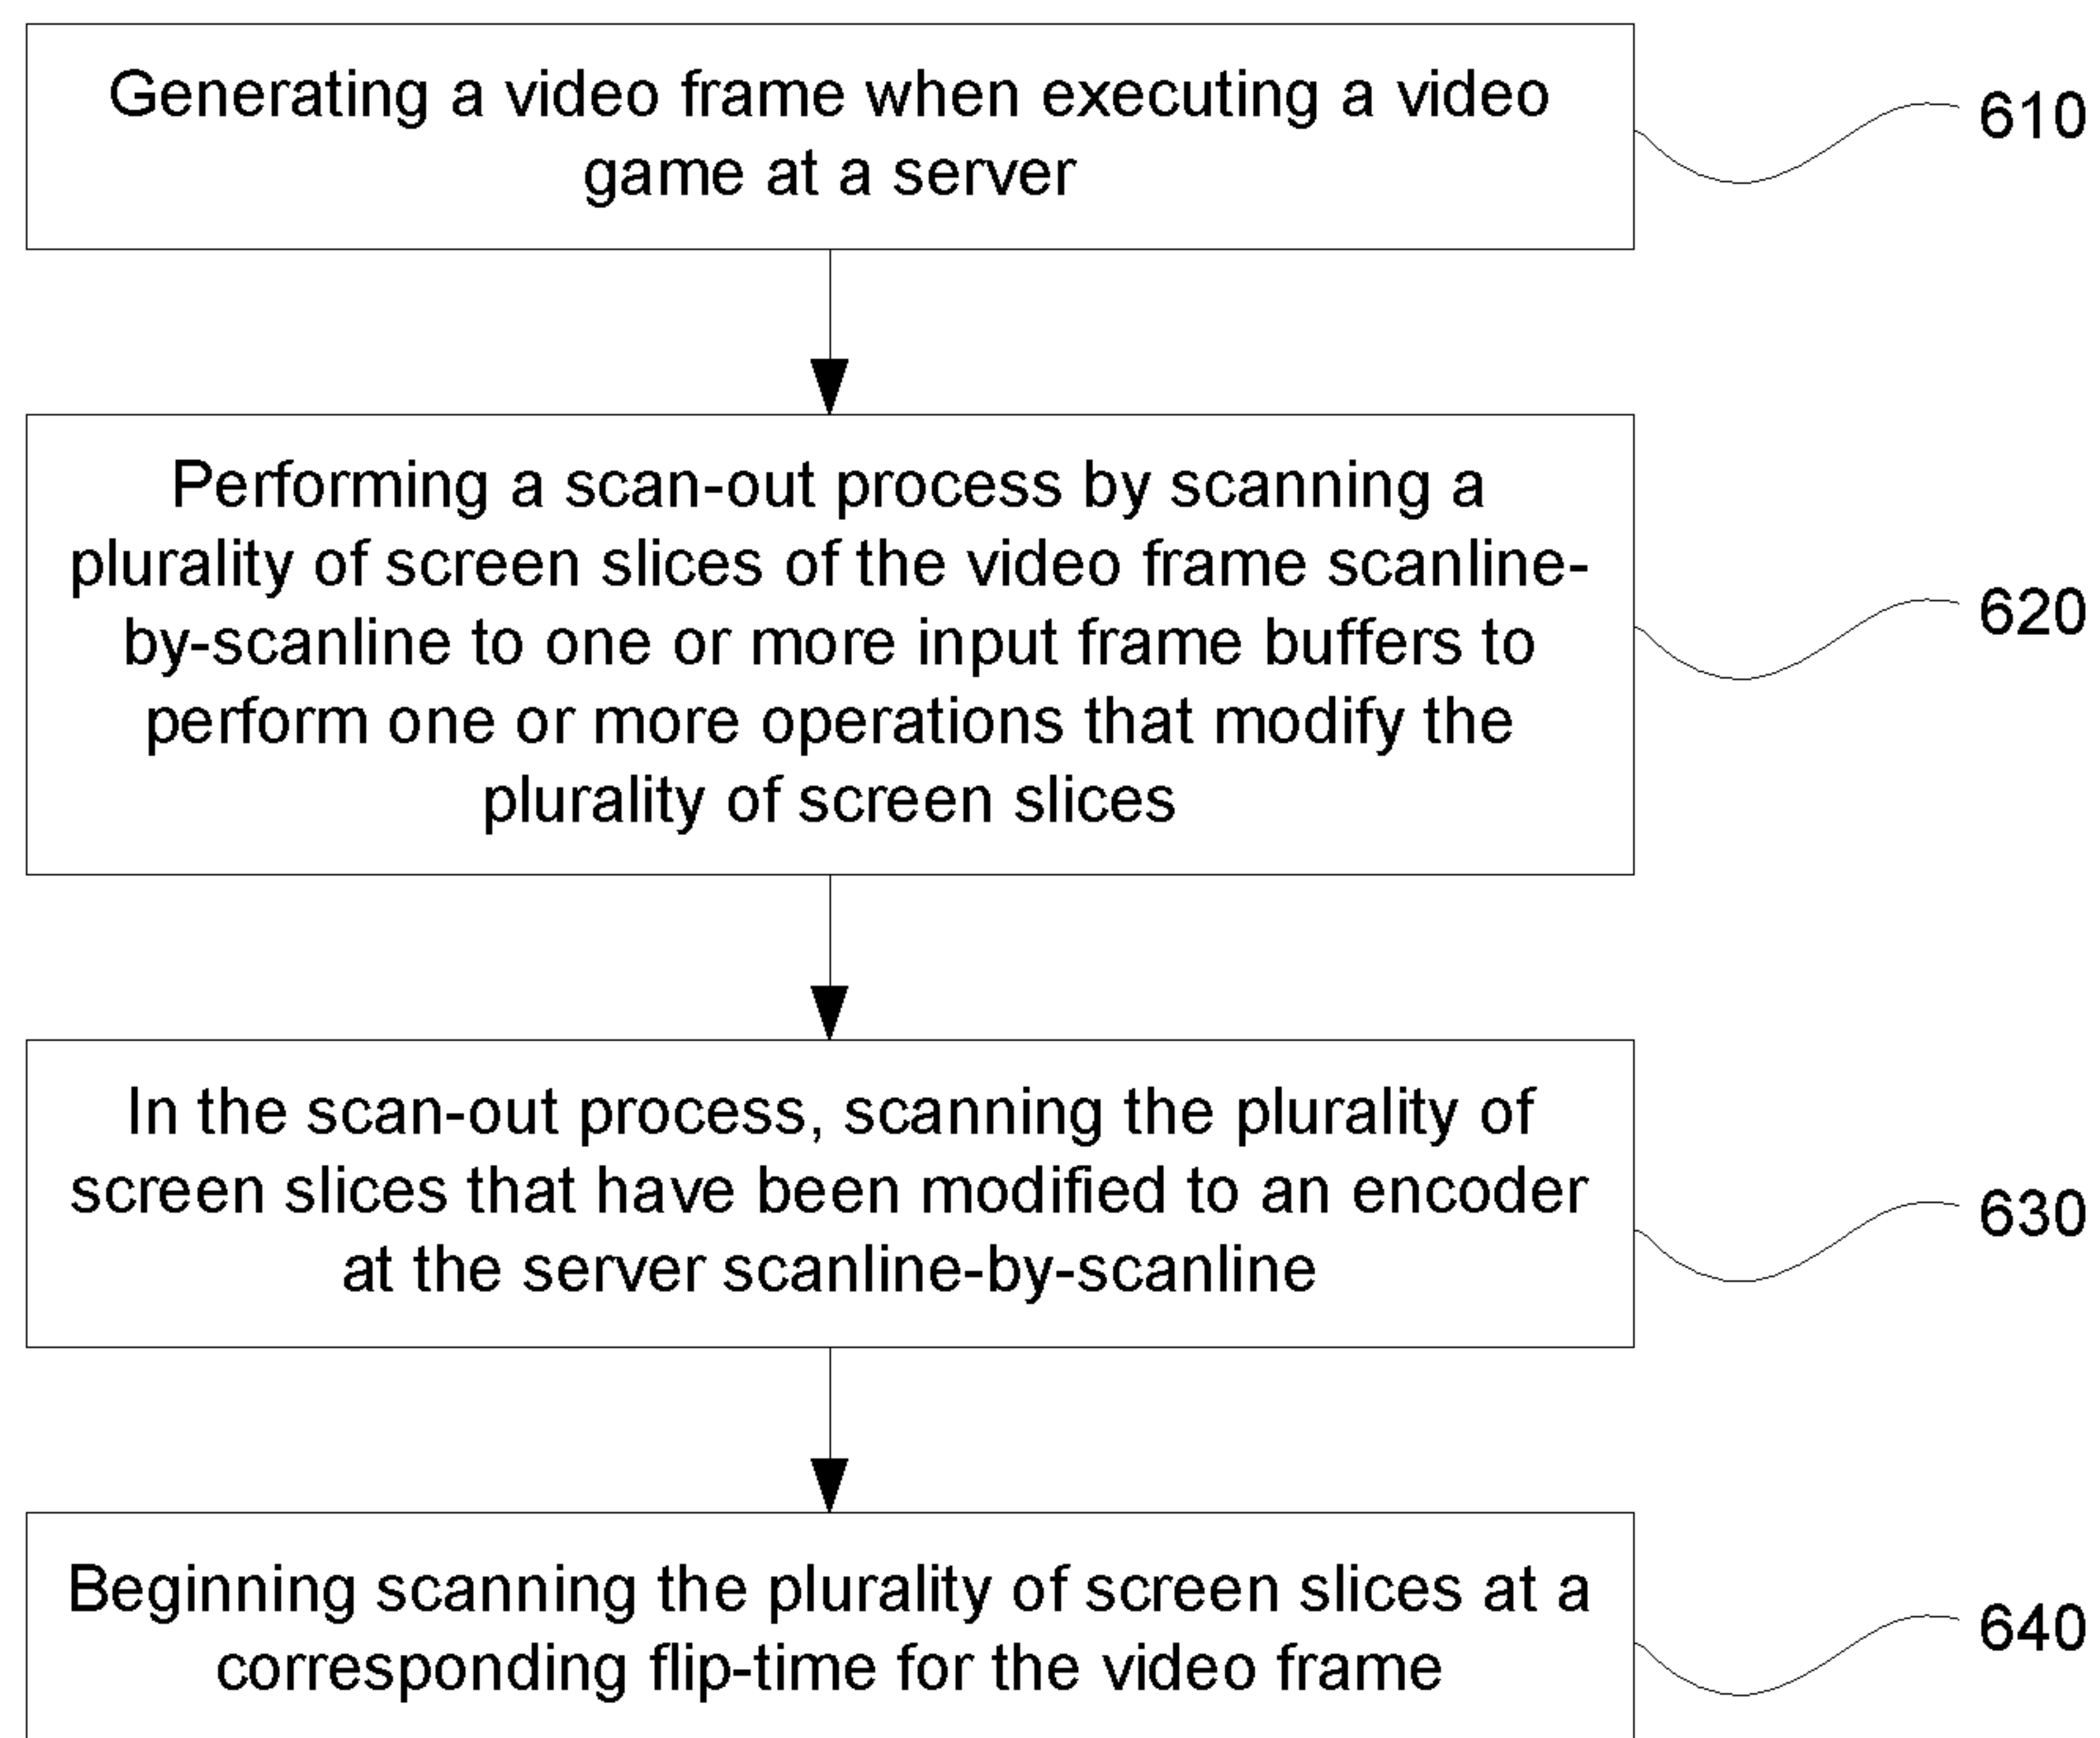 Generating a video frame when executing a video
game at a server
610
Performing a scan-out process by scanning a
plurality of screen slices of the video frame scanline-
by-scanline to one or more input frame buffers to
perform one or more operations that modify the
plurality of screen slices
620
In the scan-out process, scanning the plurality of
screen slices that have been modified to an encoder
at the server scanline-by-scanline
630
Beginning scanning the plurality of screen slices at a
corresponding flip-time for the video frame
640